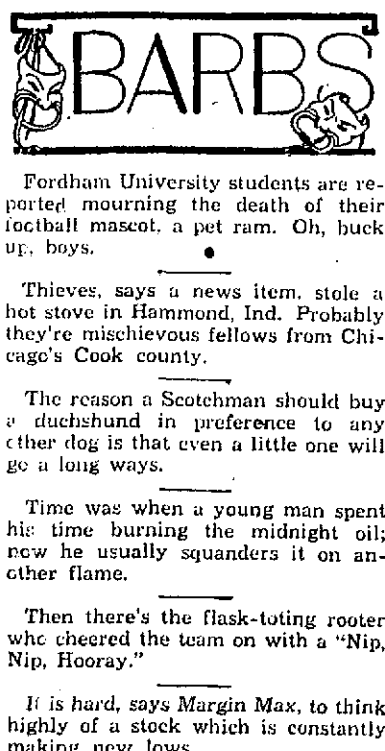 BARBS
Fordham University students are re-
ported mourning the death of their
football mascot, a pet ram. Oh, buck
up, boys.
Thieves, says a news item, stole a
hot stove in Hammond, Ind. Probably
they're mischievous fellows from Chi-
cago's Cook county.
The reason a Scotchman should buy
a duchshund in preference to any
other dog is that even a little one will
go a long ways.
Time was when a young man spent
his time burning the midnight oil;
now he usually squanders it on an-
other flame.
Then there's the flask-toting rooter
who cheered the team on with a "Nip,
Nip, Hooray."
It is hard, says Margin Max, to think
highly of a stock which is constantly
making new lows.